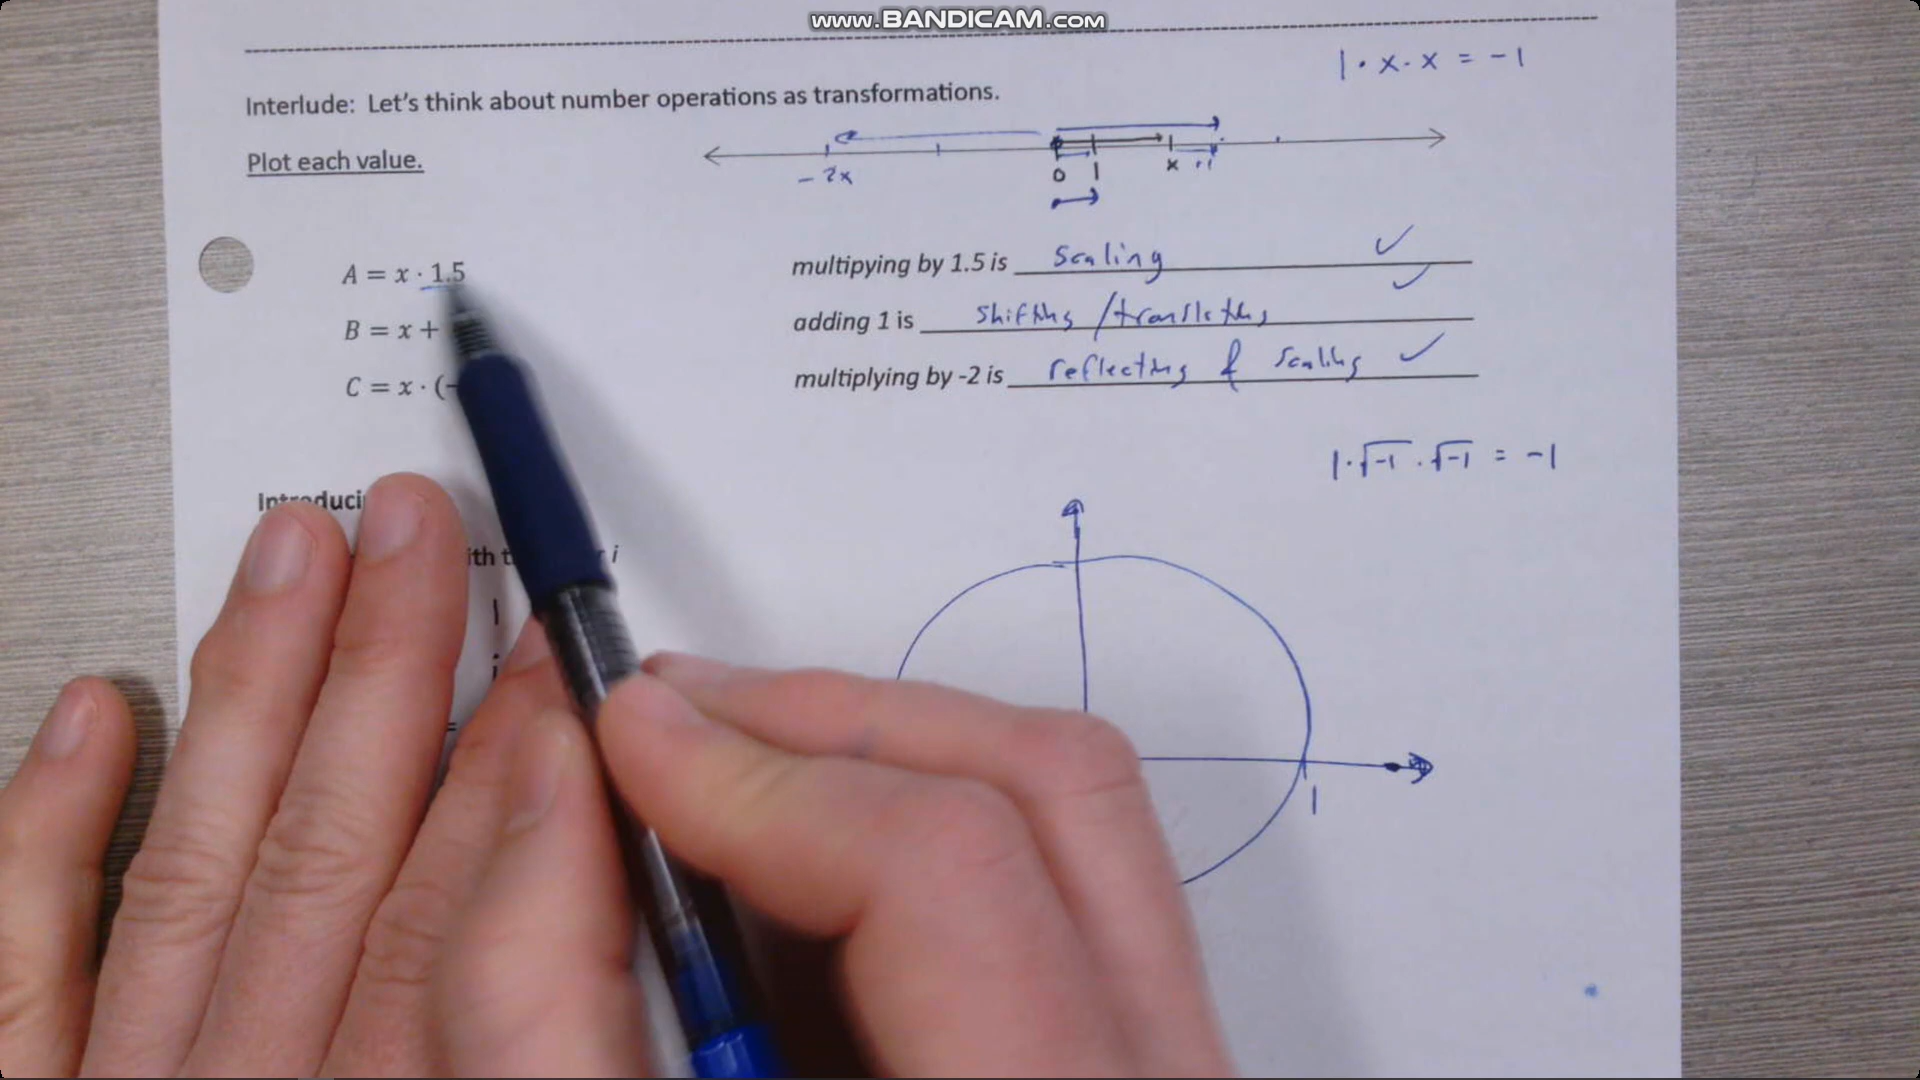 www.BANDICAM.com
1 · x · x = -1
Interlude: Let's think about number operations as transformations.
Plot each value.
-2x
0
1
x
+1
A = x · 1.5
multipying by 1.5 is scaling ✓
B = x +
adding 1 is shifting / translating ✓
C = x · (-
multiplying by -2 is reflecting & scaling ✓
1 · √-1 · √-1 = -1
i
1
i
=
1